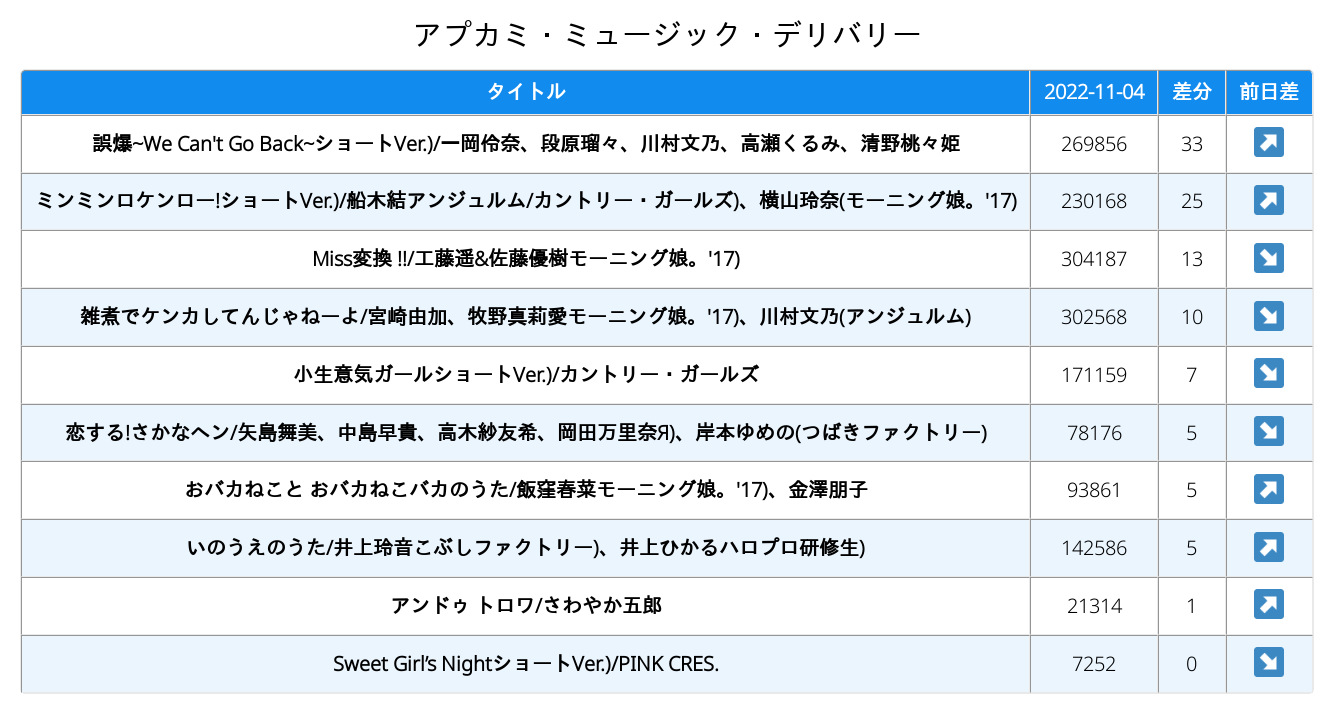 アプカミ・ミュージック・デリバリー
タイトル 2022-11-04 差分 前日差
誤爆~We Can't Go Back~ショートVer.)/一岡伶奈、段原瑠々、川村文乃、高瀬くるみ、清野桃々姫 269856 33
ミンミンロケンロー!ショートVer.)/船木結アンジュルム/カントリー・ガールズ)、横山玲奈(モーニング娘。'17) 230168 25
Miss変換 !!/工藤遥&佐藤優樹モーニング娘。'17) 304187 13
雑煮でケンカしてんじゃねーよ/宮崎由加、牧野真莉愛モーニング娘。'17)、川村文乃(アンジュルム) 302568 10
小生意気ガールショートVer.)/カントリー・ガールズ 171159 7
恋する!さかなヘン/矢島舞美、中島早貴、高木紗友希、岡田万里奈Я)、岸本ゆめの(つばきファクトリー) 78176 5
おバカねこと おバカねこバカのうた/飯窪春菜モーニング娘。'17)、金澤朋子 93861 5
いのうえのうた/井上玲音こぶしファクトリー)、井上ひかるハロプロ研修生) 142586 5
アンドゥ トロワ/さわやか五郎 21314 1
Sweet Girl’s NightショートVer.)/PINK CRES. 7252 0